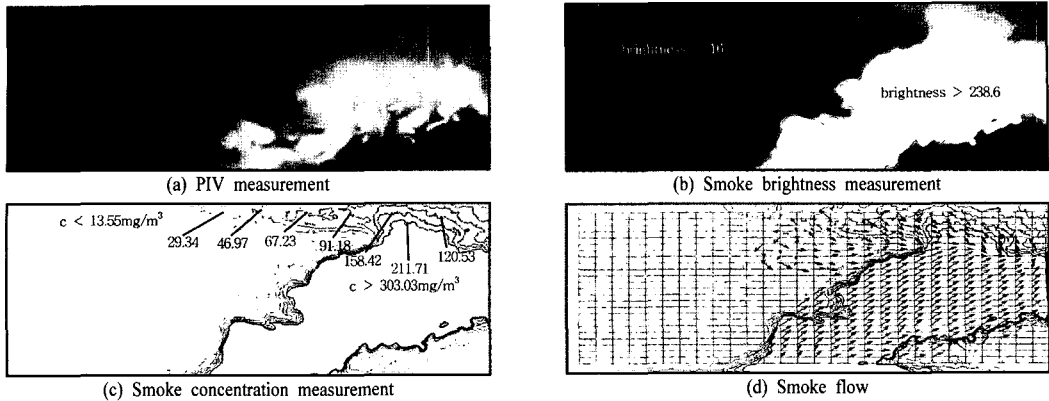 brightness 16
brightness > 238.6
(a) PIV measurement
(b) Smoke brightness measurement
c < 13.55mg/m³
29.34
46.97
67.23
91.18
158.42
211.71
120.53
c > 303.03mg/m³
(c) Smoke concentration measurement
(d) Smoke flow